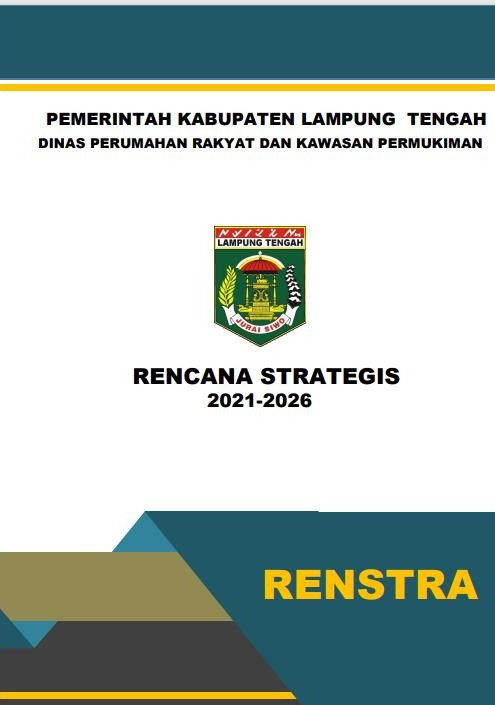 PEMERINTAH KABUPATEN LAMPUNG TENGAH
DINAS PERUMAHAN RAKYAT DAN KAWASAN PERMUKIMAN
LAMPUNG TENGAH
JURAI SIWO
RENCANA STRATEGIS
2021-2026
RENSTRA